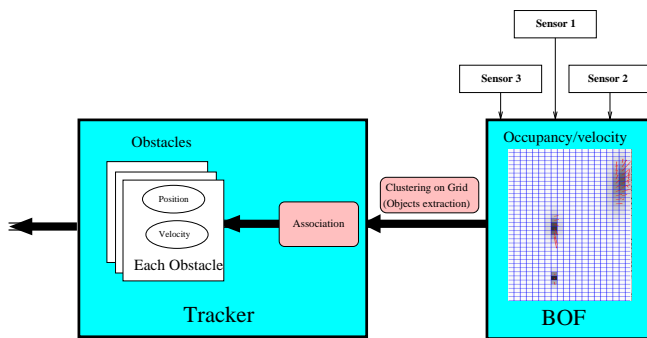 Sensor 1
Sensor 3
Sensor 2
Obstacles
Position
Velocity
Each Obstacle
Association
Clustering on Grid
(Objects extraction)
Occupancy/velocity
Tracker
BOF